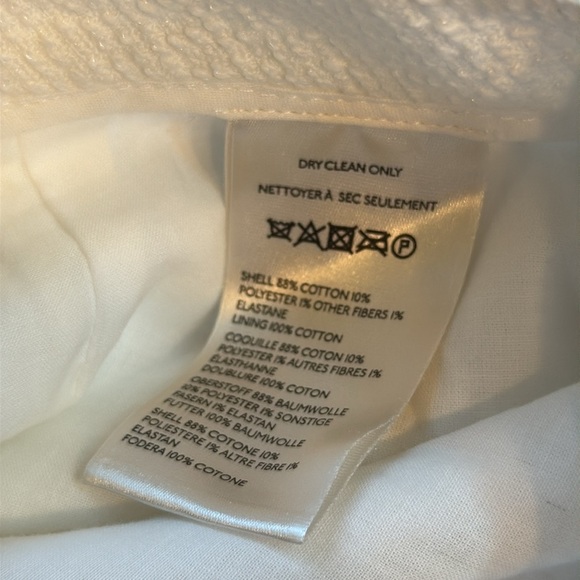 DRY CLEAN ONLY
NETTOYER À SEC SEULEMENT
P
SHELL 88% COTTON 10%
POLYESTER 1% OTHER FIBERS 1%
ELASTANE
LINING 100% COTTON
COQUILLE 88% COTON 10%
POLYESTER 1% AUTRES FIBRES 1%
ELASTHANNE
DOUBLURE 100% COTON
OBERSTOFF 88% BAUMWOLLE
10% POLYESTER 1% SONSTIGE
FASERN 1% ELASTAN
FUTTER 100% BAUMWOLLE
SHELL 88% COTONE 10%
POLIESTERE 1% ALTRE FIBRE 1%
ELASTAN
FODERA 100% COTONE